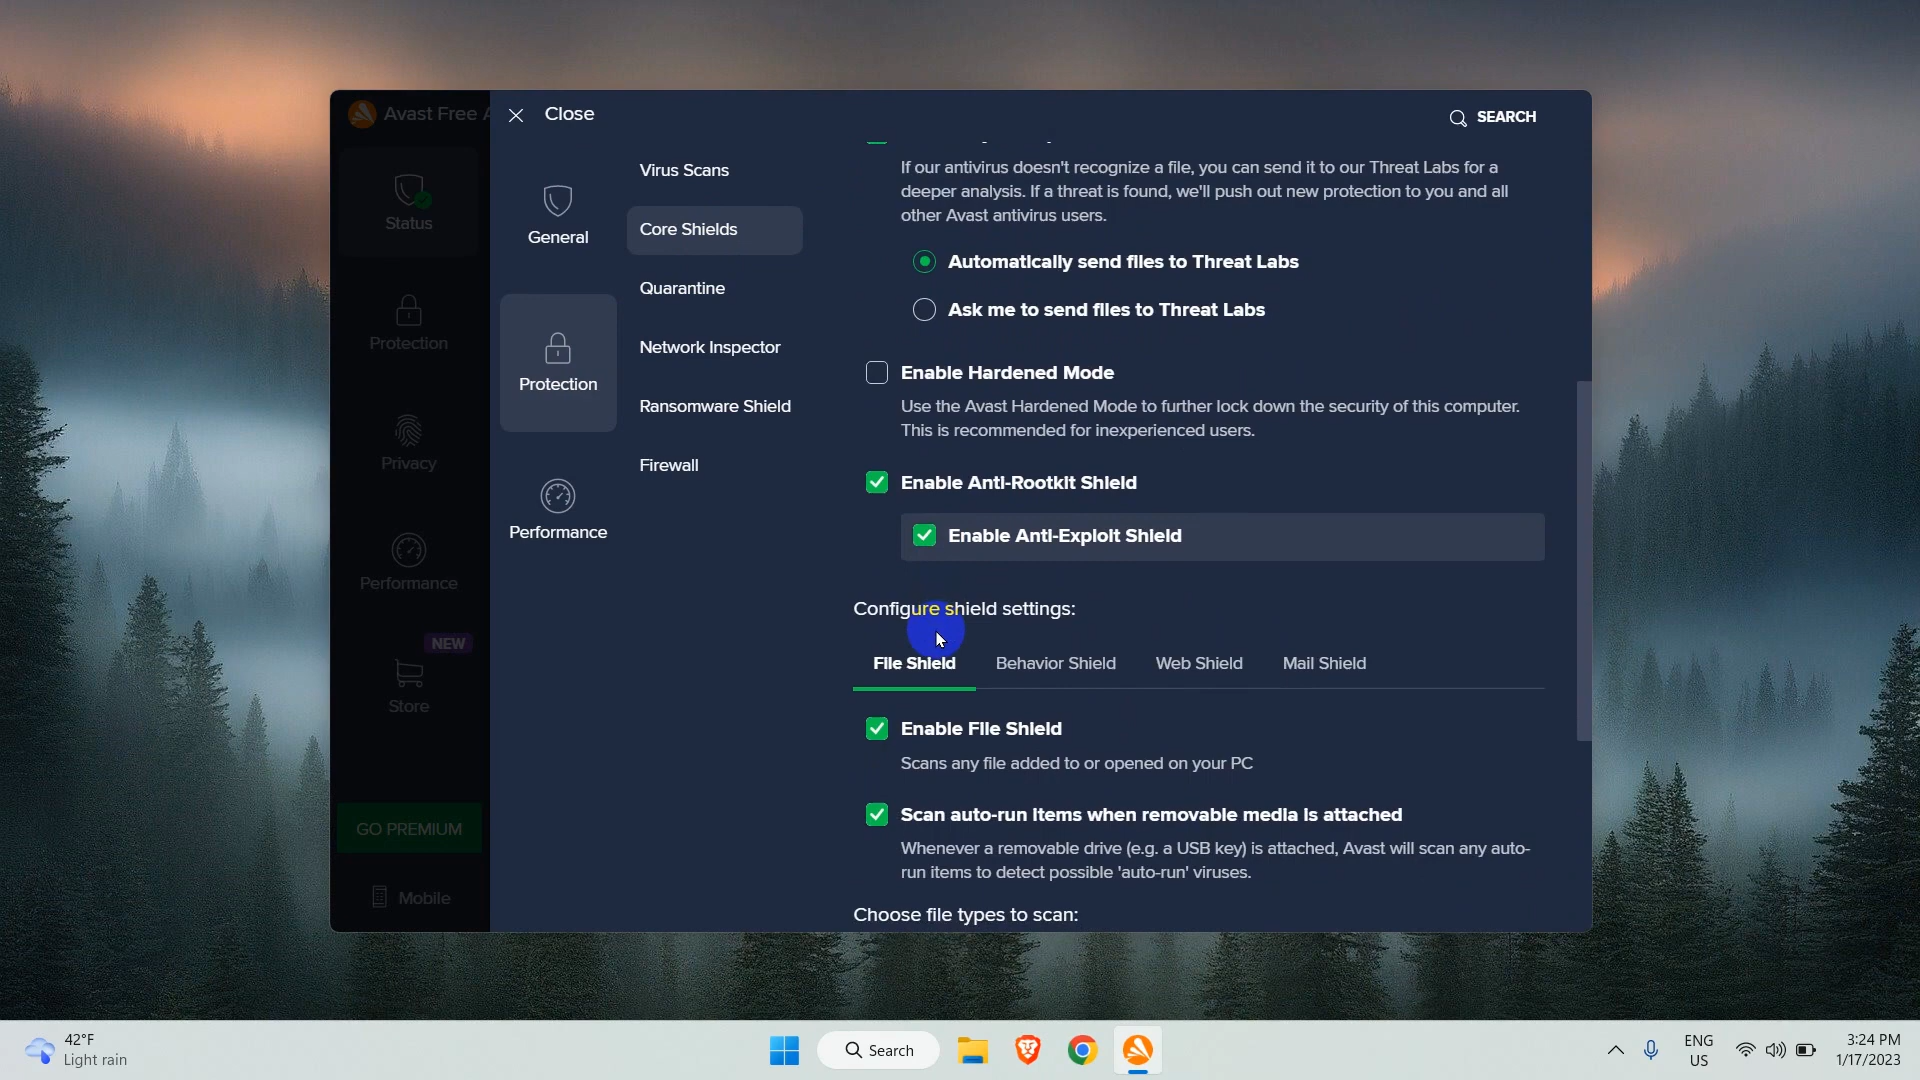 Avast Free A
Close
SEARCH
Status
Protection
Privacy
Performance
NEW
Store
GO PREMIUM
Mobile
General
Protection
Performance
Virus Scans
Core Shields
Quarantine
Network Inspector
Ransomware Shield
Firewall
If our antivirus doesn't recognize a file, you can send it to our Threat Labs for a
deeper analysis. If a threat is found, we'll push out new protection to you and all
other Avast antivirus users.
Automatically send files to Threat Labs
Ask me to send files to Threat Labs
Enable Hardened Mode
Use the Avast Hardened Mode to further lock down the security of this computer.
This is recommended for inexperienced users.
Enable Anti-Rootkit Shield
Enable Anti-Exploit Shield
Configure shield settings:
File Shield Behavior Shield Web Shield Mail Shield
Enable File Shield
Scans any file added to or opened on your PC
Scan auto-run items when removable media is attached
Whenever a removable drive (e.g. a USB key) is attached, Avast will scan any auto-
run items to detect possible 'auto-run' viruses.
Choose file types to scan:
42°F
Light rain
Search
ENG
US
3:24 PM
1/17/2023